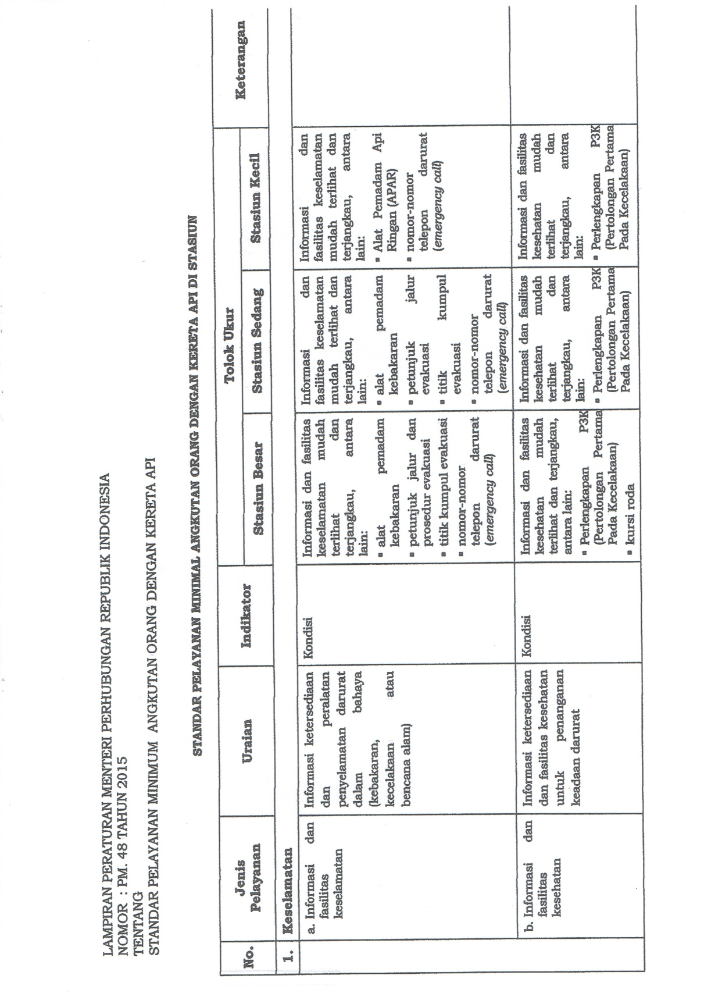 LAMPIRAN PERATURAN MENTERI PERHUBUNGAN REPUBLIK INDONESIA
NOMOR : PM. 48 TAHUN 2015
TENTANG
STANDAR PELAYANAN MINIMUM ANGKUTAN ORANG DENGAN KERETA API
STANDAR PELAYANAN MINIMAL ANGKUTAN ORANG DENGAN KERETA API DI STASIUN
No.
Jenis
Pelayanan
Uraian
Indikator
Tolok Ukur
Stasiun Besar
Stasiun Sedang
Stasiun Kecil
Keterangan
1.
Keselamatan
a. Informasi dan
fasilitas
keselamatan
Informasi ketersediaan
dan peralatan
penyelamatan darurat
dalam bahaya
(kebakaran,
kecelakaan atau
bencana alam)
Kondisi
Informasi dan fasilitas
keselamatan mudah
terlihat dan
terjangkau, antara
lain:
▪ alat pemadam
kebakaran
▪ petunjuk jalur dan
prosedur evakuasi
▪ titik kumpul evakuasi
▪ nomor-nomor
telepon darurat
(emergency call)
Informasi dan
fasilitas keselamatan
mudah terlihat dan
terjangkau, antara
lain:
▪ alat pemadam
kebakaran
▪ petunjuk jalur
evakuasi
▪ titik kumpul
evakuasi
▪ nomor-nomor
telepon darurat
(emergency call)
Informasi dan
fasilitas keselamatan
mudah terlihat dan
terjangkau, antara
lain:
▪ Alat Pemadam Api
Ringan (APAR)
▪ nomor-nomor
telepon darurat
(emergency call)
b. Informasi dan
fasilitas
kesehatan
Informasi ketersediaan
dan fasilitas kesehatan
untuk penanganan
keadaan darurat
Kondisi
Informasi dan fasilitas
kesehatan mudah
terlihat dan terjangkau,
antara lain:
▪ Perlengkapan P3K
(Pertolongan Pertama
Pada Kecelakaan)
▪ kursi roda
Informasi dan fasilitas
kesehatan mudah
terlihat dan
terjangkau, antara
lain:
▪ Perlengkapan P3K
(Pertolongan Pertama
Pada Kecelakaan)
Informasi dan fasilitas
kesehatan mudah
terlihat dan
terjangkau, antara
lain:
▪ Perlengkapan P3K
(Pertolongan Pertama
Pada Kecelakaan)